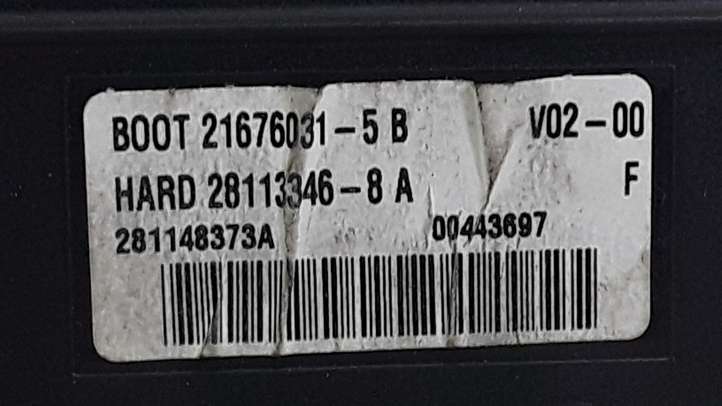 BOOT 21676031-5 B V02-00
HARD 28113346-8 A F
281148373A 00443697